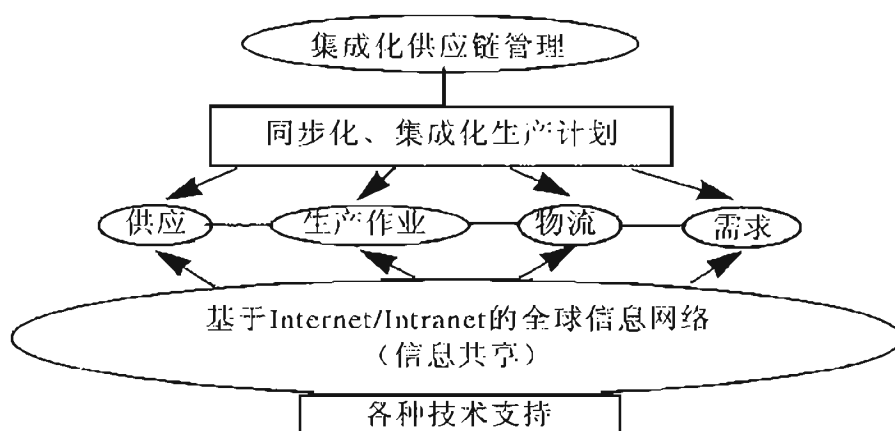 集成化供应链管理
同步化、集成化生产计划
供应 生产作业 物流 需求
基于Internet/Intranet的全球信息网络
（信息共享）
各种技术支持